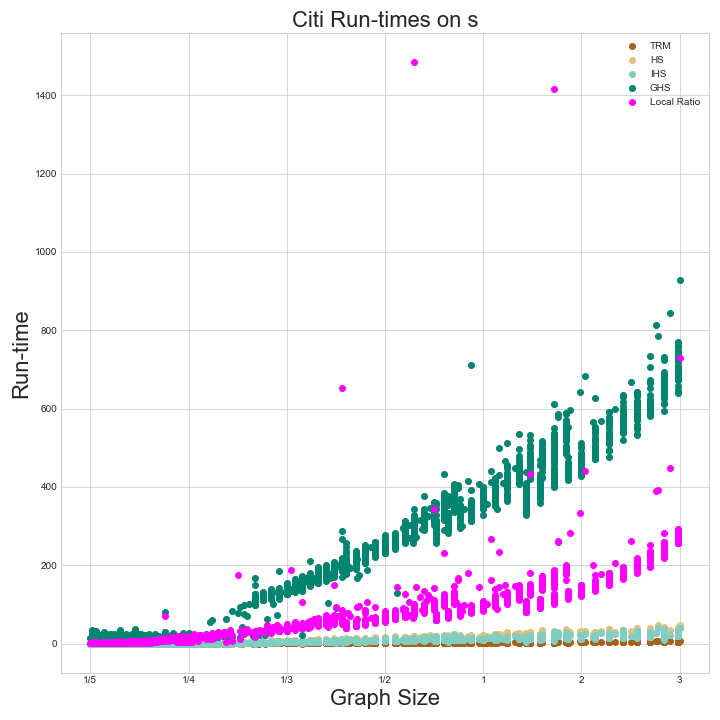 Citi Run-times on s
TRM
HS
IHS
GHS
Local Ratio
1400
1200
1000
800
600
400
200
0
Run-time
1/5 1/4 1/3 1/2 1 2 3
Graph Size